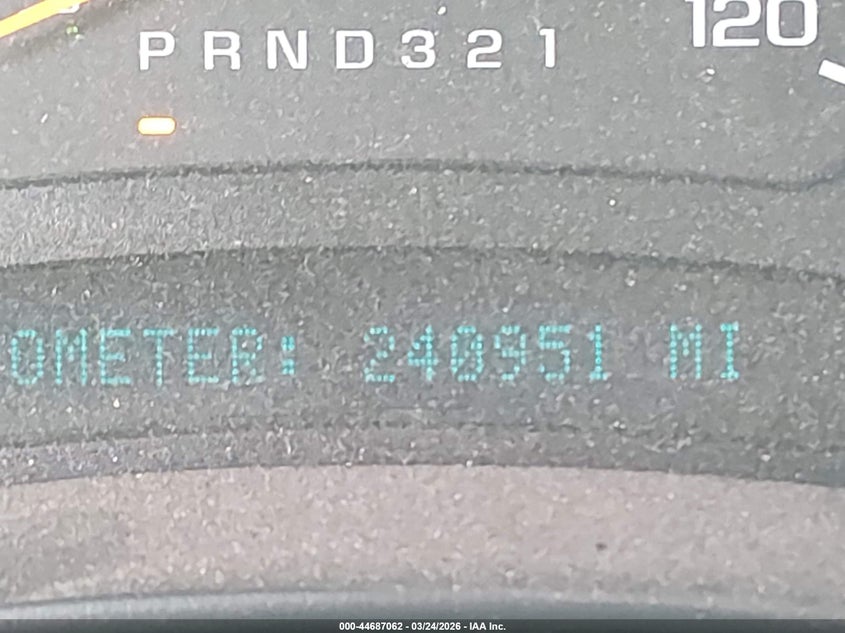 120
PRND321
OMETER: 240951 MI
000-44687062 - 03/24/2026 - IAA Inc.